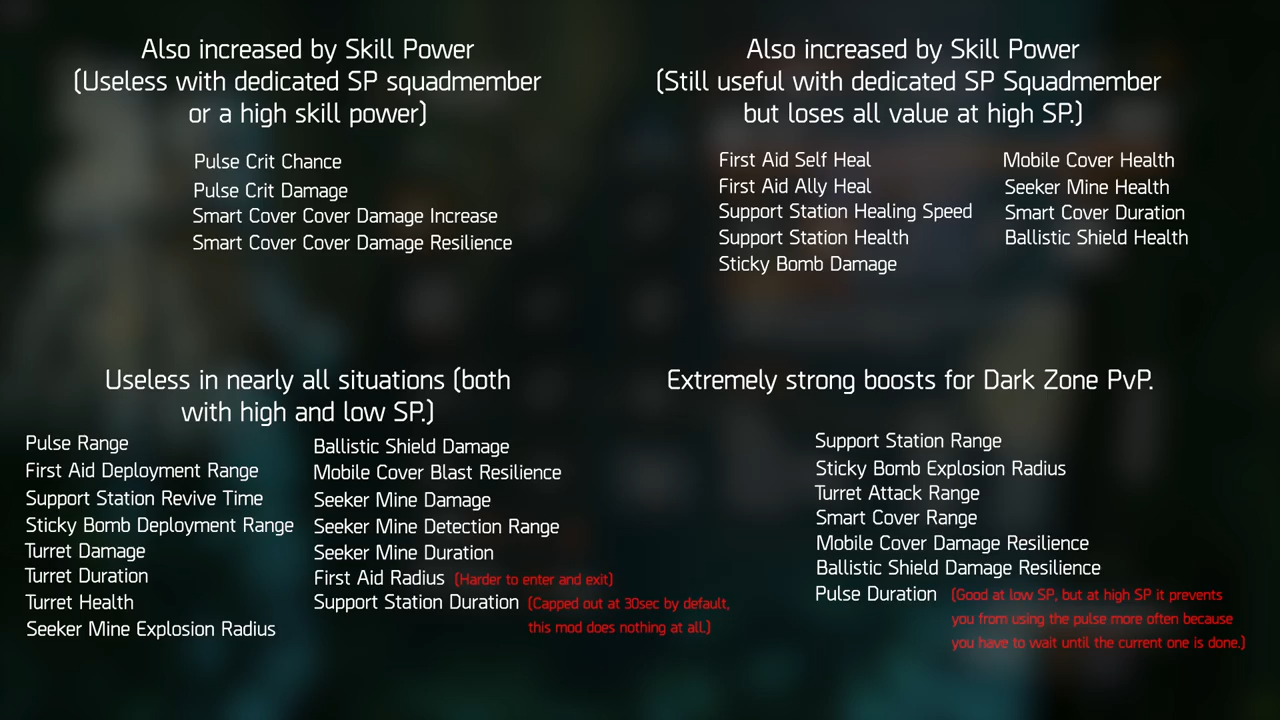 Also increased by Skill Power
(Useless with dedicated SP squadmember
or a high skill power)
Pulse Crit Chance
Pulse Crit Damage
Smart Cover Cover Damage Increase
Smart Cover Cover Damage Resilience
Also increased by Skill Power
(Still useful with dedicated SP Squadmember
but loses all value at high SP.)
First Aid Self Heal
First Aid Ally Heal
Support Station Healing Speed
Support Station Health
Sticky Bomb Damage
Mobile Cover Health
Seeker Mine Health
Smart Cover Duration
Ballistic Shield Health
Useless in nearly all situations (both
with high and low SP.)
Pulse Range
First Aid Deployment Range
Support Station Revive Time
Sticky Bomb Deployment Range
Turret Damage
Turret Duration
Turret Health
Seeker Mine Explosion Radius
Ballistic Shield Damage
Mobile Cover Blast Resilience
Seeker Mine Damage
Seeker Mine Detection Range
Seeker Mine Duration
First Aid Radius (Harder to enter and exit)
Support Station Duration (Capped out at 30sec by default,
this mod does nothing at all.)
Extremely strong boosts for Dark Zone PvP.
Support Station Range
Sticky Bomb Explosion Radius
Turret Attack Range
Smart Cover Range
Mobile Cover Damage Resilience
Ballistic Shield Damage Resilience
Pulse Duration (Good at low SP, but at high SP it prevents
you from using the pulse more often because
you have to wait until the current one is done.)